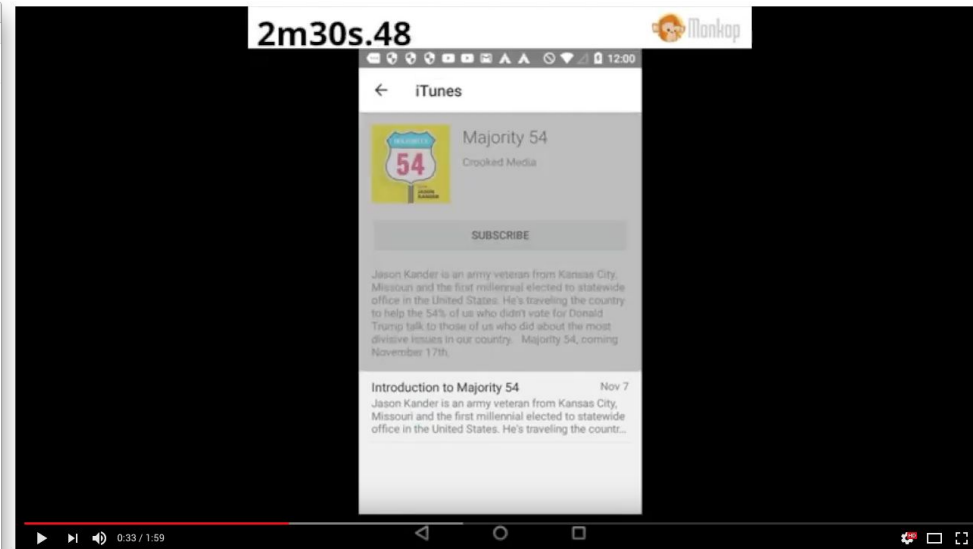 2m30s.48
Monkop
12:00
iTunes
MAJORITY
54
JASON
KANDER
Majority 54
Crooked Media
SUBSCRIBE
Jason Kander is an army veteran from Kansas City,
Missouri and the first millennial elected to statewide
office in the United States. He's traveling the country
to help the 54% of us who didn't vote for Donald
Trump talk to those of us who did about the most
divisive issues in our country.   Majority 54, coming
November 17th.
Introduction to Majority 54 Nov 7
Jason Kander is an army veteran from Kansas City,
Missouri and the first millennial elected to statewide
office in the United States. He's traveling the countr...
0:33 / 1:59
HD